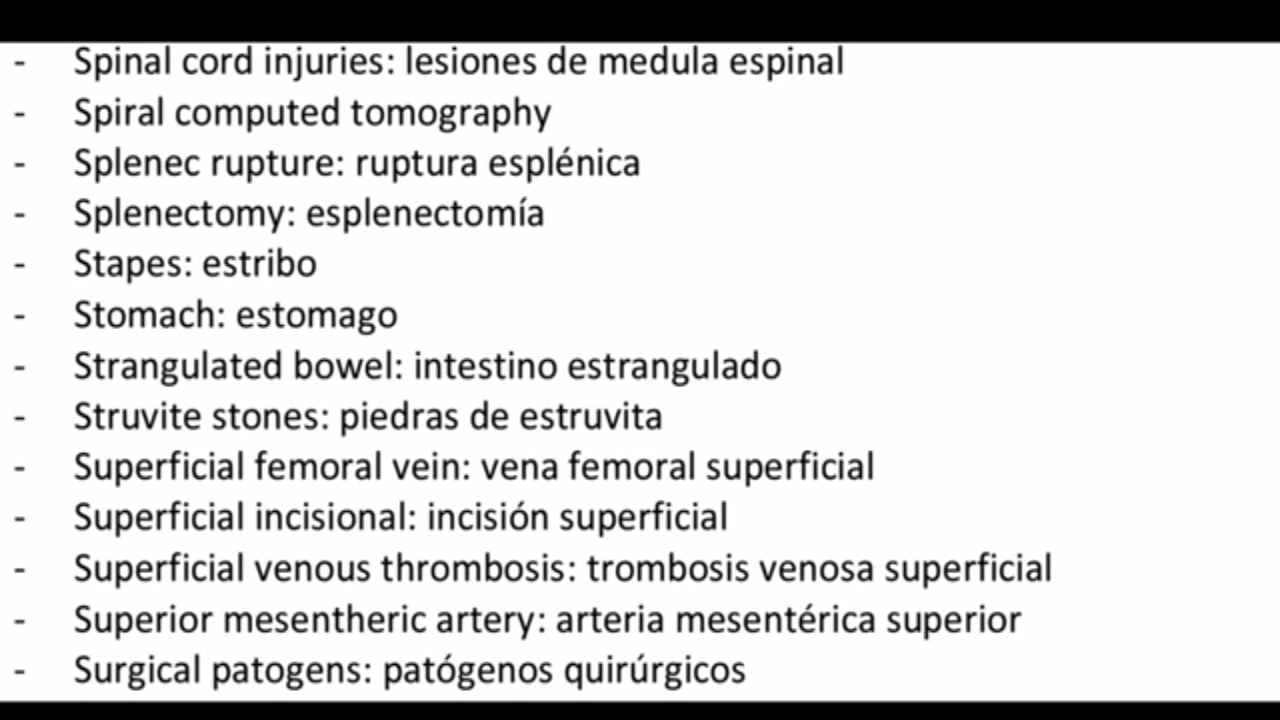 - Spinal cord injuries: lesiones de medula espinal
- Spiral computed tomography
- Splenec rupture: ruptura esplénica
- Splenectomy: esplenectomía
- Stapes: estribo
- Stomach: estomago
- Strangulated bowel: intestino estrangulado
- Struvite stones: piedras de estruvita
- Superficial femoral vein: vena femoral superficial
- Superficial incisional: incisión superficial
- Superficial venous thrombosis: trombosis venosa superficial
- Superior mesentheric artery: arteria mesentérica superior
- Surgical patogens: patógenos quirúrgicos